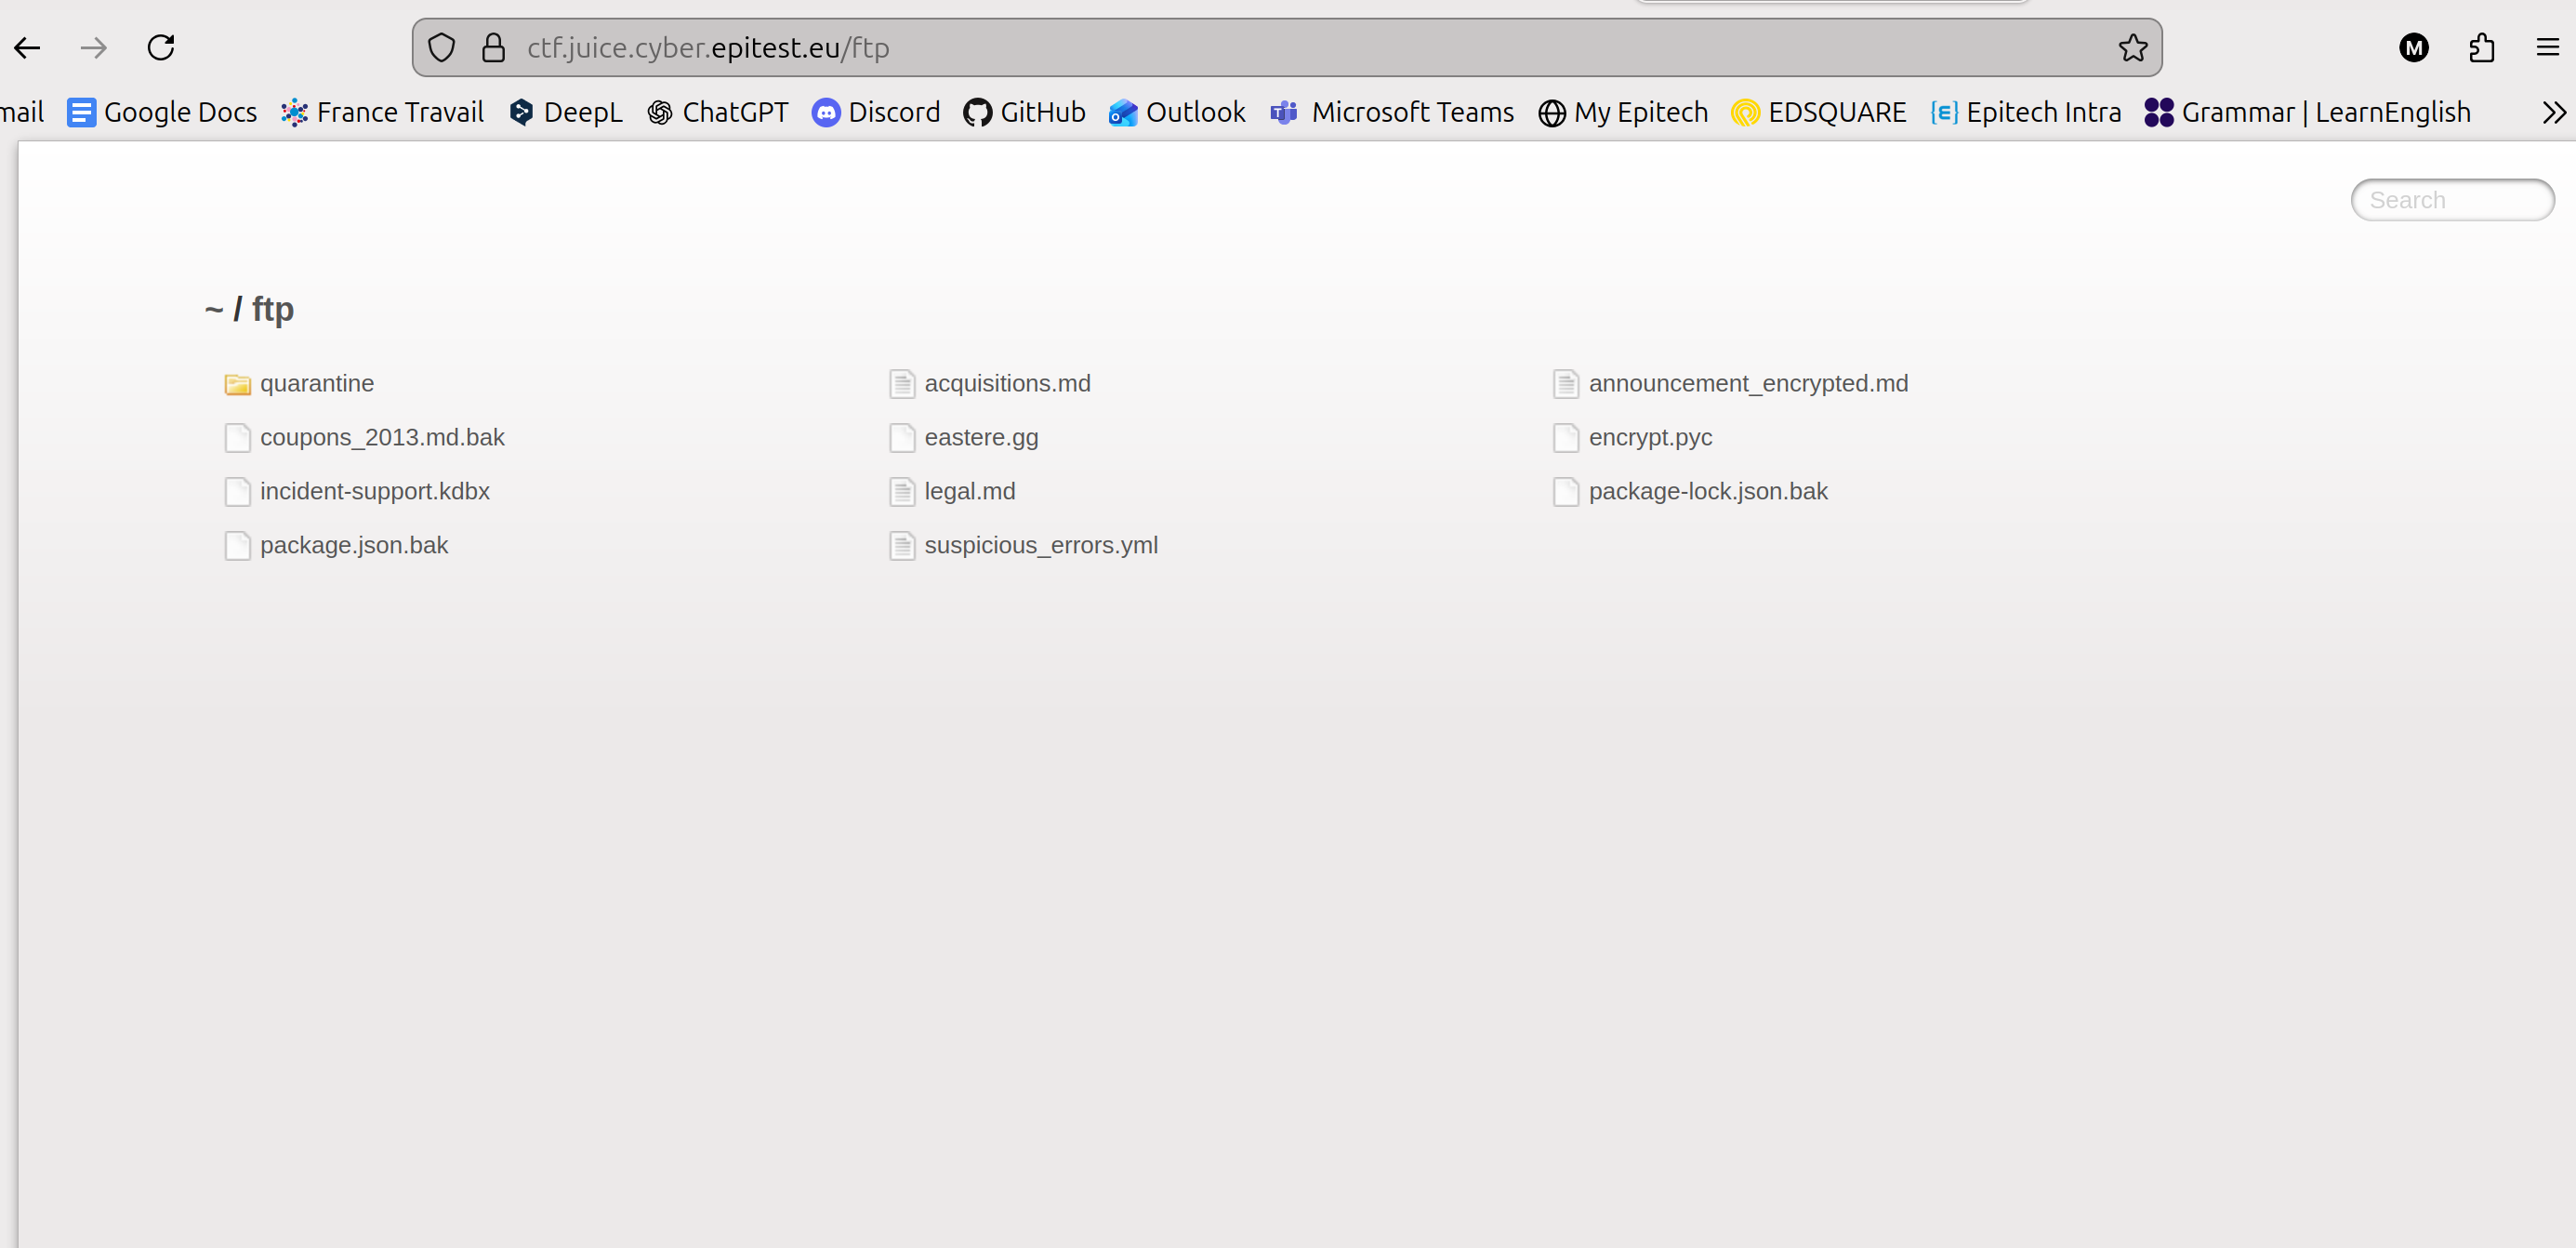 ctf.juice.cyber.epitest.eu/ftp
mail Google Docs France Travail DeepL ChatGPT Discord GitHub Outlook Microsoft Teams My Epitech EDSQUARE Epitech Intra Grammar | LearnEnglish
Search
~ / ftp
quarantine acquisitions.md announcement_encrypted.md
coupons_2013.md.bak eastere.gg encrypt.pyc
incident-support.kdbx legal.md package-lock.json.bak
package.json.bak suspicious_errors.yml